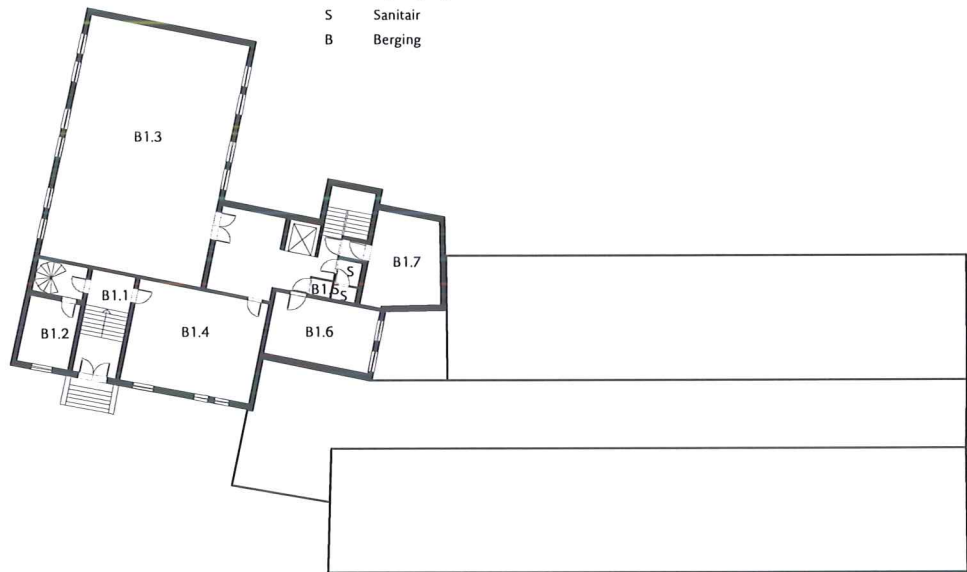 S Sanitair
B Berging
B1.3
S
B1.7
B1.1
B1.5
S
B1.2
B1.4
B1.6